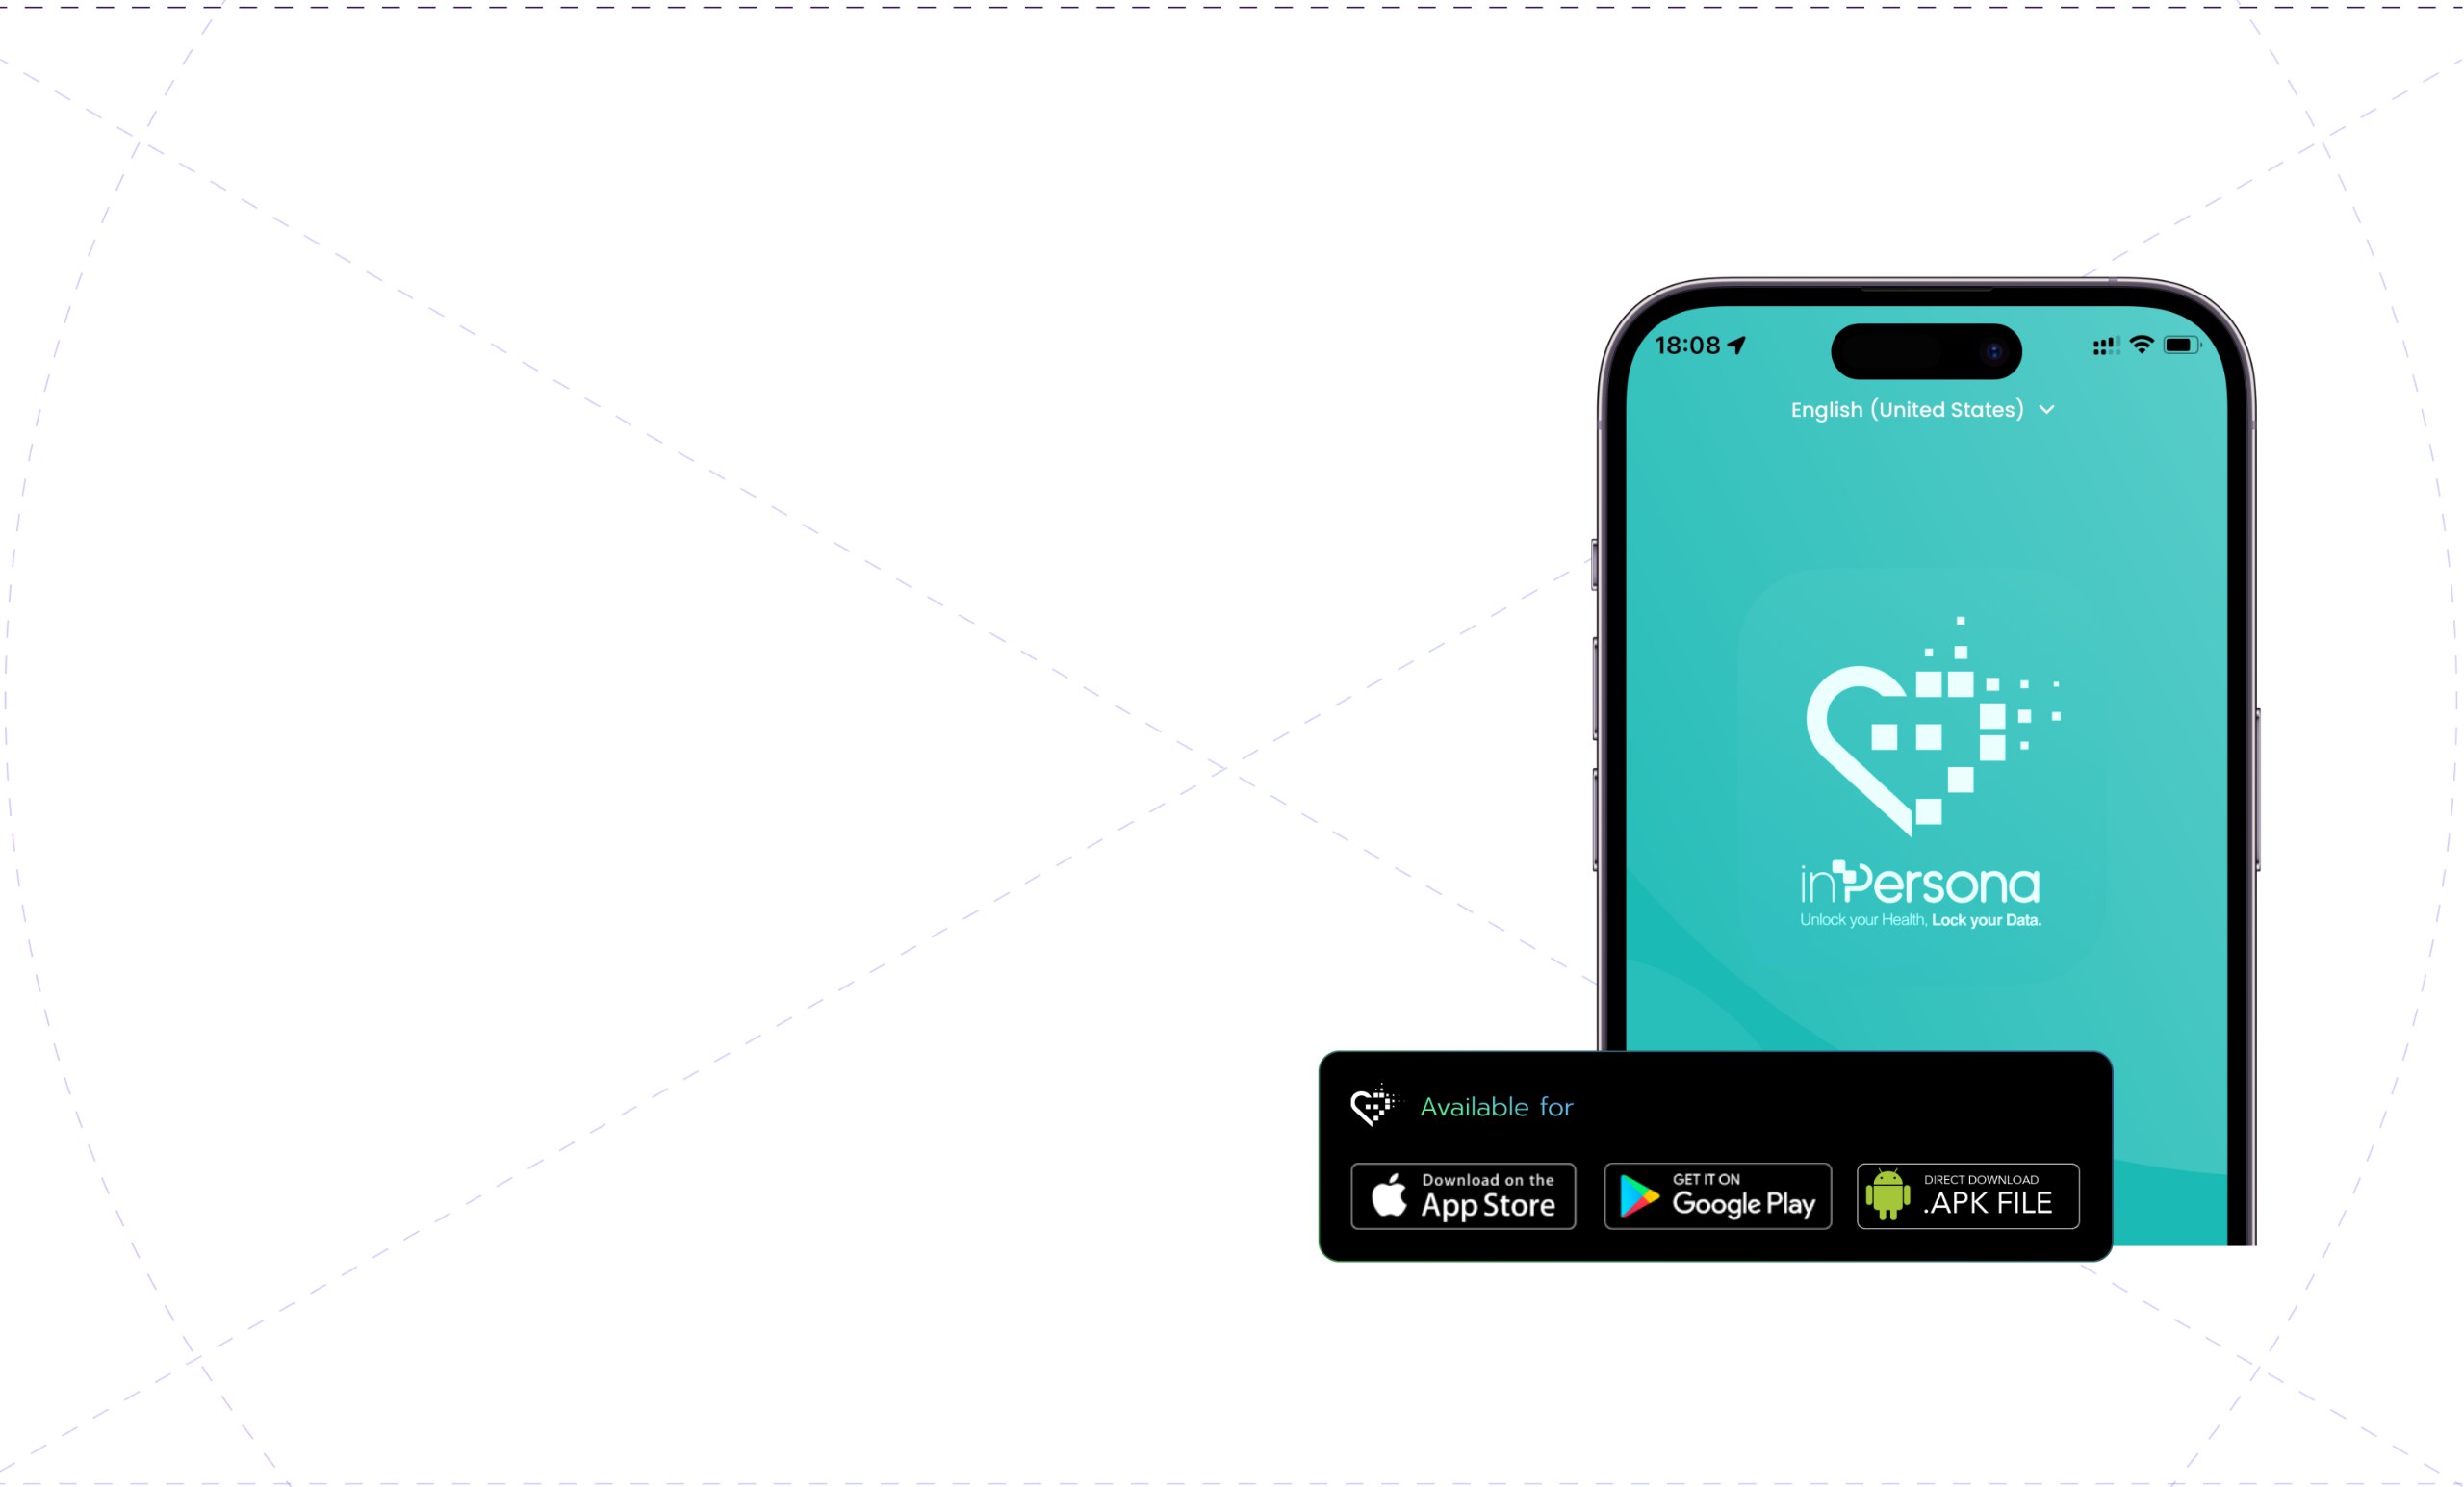 18:08
English (United States)
inPersona
Unlock your Health, Lock your Data.
Available for
Download on the
App Store
GET IT ON
Google Play
DIRECT DOWNLOAD
.APK FILE